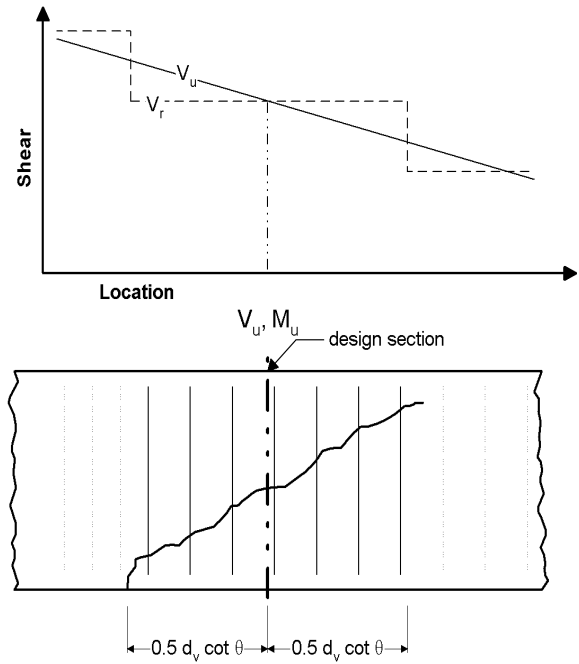 V_u
V_r
Shear
Location
V_u, M_u
design section
0.5 d_v cot θ
0.5 d_v cot θ